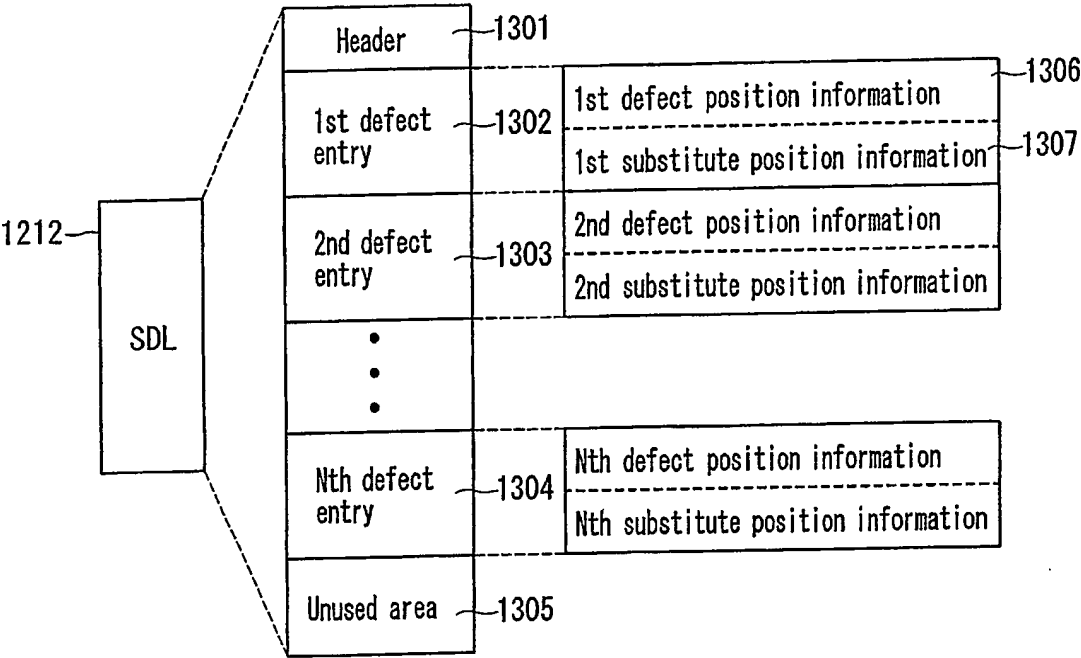 Header
1301
1306
1st defect position information
1st defect
entry
1302
1st substitute position information
1307
1212
2nd defect position information
2nd defect
entry
1303
2nd substitute position information
SDL
Nth defect position information
Nth defect
entry
1304
Nth substitute position information
Unused area
1305